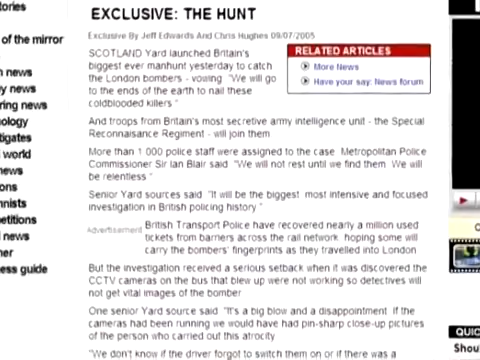 tories
of the mirror
news
y news
ring news
ology
tigates
world
news
ons
nnists
etitions
news
ner
ess guide
EXCLUSIVE: THE HUNT
Exclusive By Jeff Edwards And Chris Hughes 09/07/2005
SCOTLAND Yard launched Britain's
biggest ever manhunt yesterday to catch
the London bombers - vowing "We will go
to the ends of the earth to nail these
coldblooded killers "
RELATED ARTICLES
More News
Have your say: News forum
And troops from Britain's most secretive army intelligence unit - the Special
Reconnaisance Regiment - will join them
More than 1 000 police staff were assigned to the case Metropolitan Police
Commissioner Sir Ian Blair said "We will not rest until we find them We will
be relentless "
Senior Yard sources said "It will be the biggest most intensive and focused
investigation in British policing history "
Advertisement
British Transport Police have recovered nearly a million used
tickets from barriers across the rail network hoping some will
carry the bombers' fingerprints as they travelled into London
But the investigation received a serious setback when it was discovered the
CCTV cameras on the bus that blew up were not working so detectives will
not get vital images of the bomber
One senior Yard source said "It's a big blow and a disappointment If the
cameras had been running we would have had pin-sharp close-up pictures
of the person who carried out this atrocity
"We don't know if the driver forgot to switch them on or if there was a
QUIC
Shou